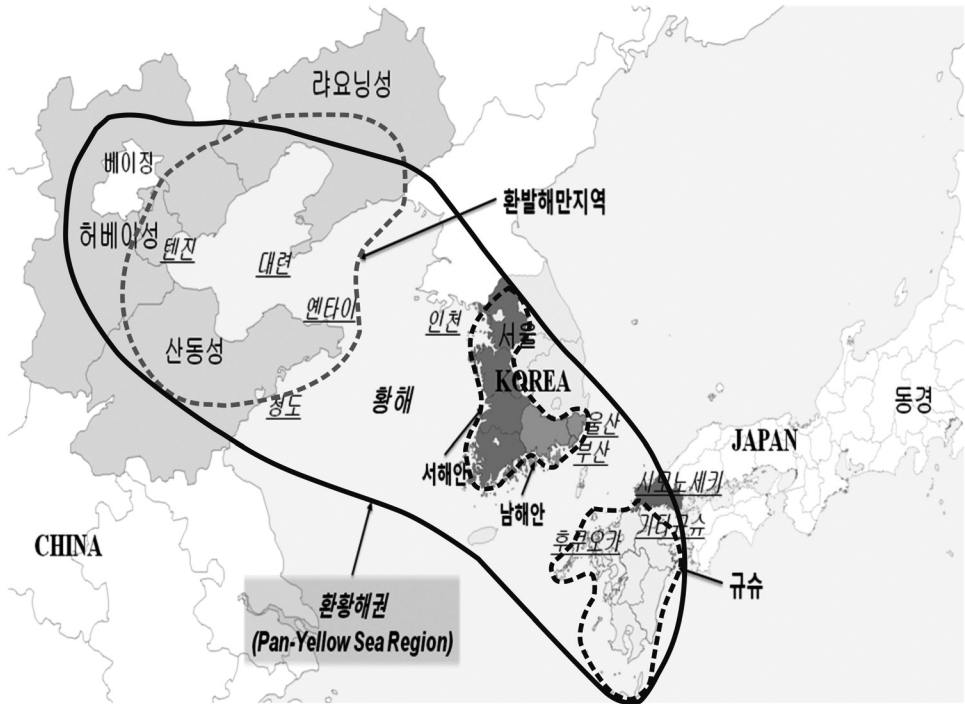 랴요닝성
베이징
환발해만지역
허베이성
텐진
대련
옌타이
인천
서울
산동성
KOREA
청도
황해
동경
울산
JAPAN
부산
서해안
시모노세키
남해안
기타규슈
후쿠오카
CHINA
규슈
환황해권
(Pan-Yellow Sea Region)